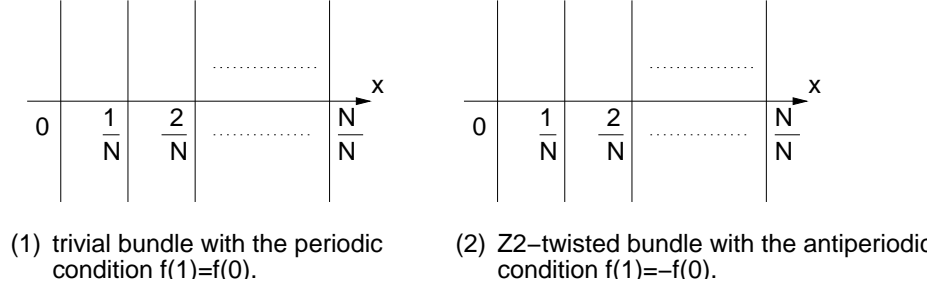 x
0
1
N
2
N
N
N
x
0
1
N
2
N
N
N
(1) trivial bundle with the periodic
condition f(1)=f(0).
(2) Z2−twisted bundle with the antiperiodic
condition f(1)=−f(0).